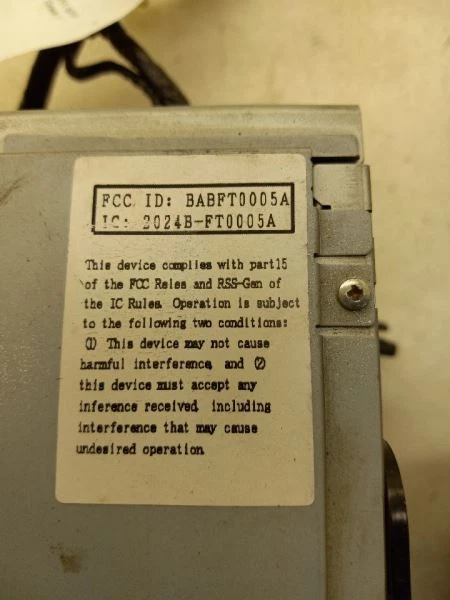 FCC ID: BABFT0005A
IC: 2024B-FT0005A
This device complies with part15
of the FCC Reles and RSS-Gen of
the IC Rules. Operation is subject
to the following two conditions:
(1) This device may not cause
harmful interference, and (2)
this device must accept any
inference received, including
interference that may cause
undesired operation.